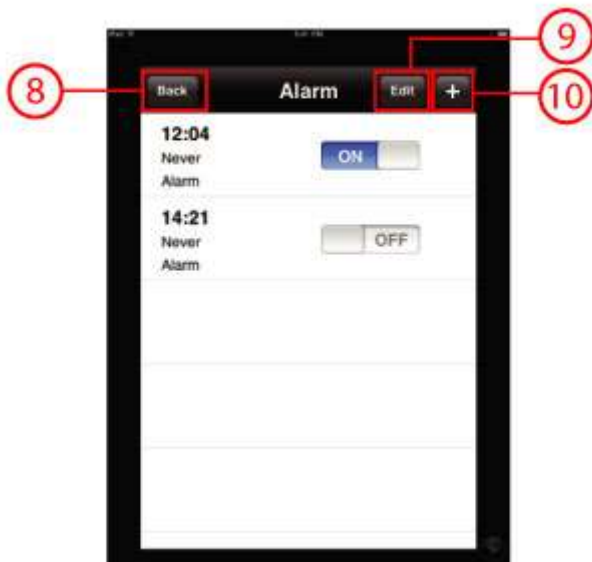 9
8
Back Alarm Edit +
10
12:04
Never
ON
Alarm
14:21
Never
OFF
Alarm